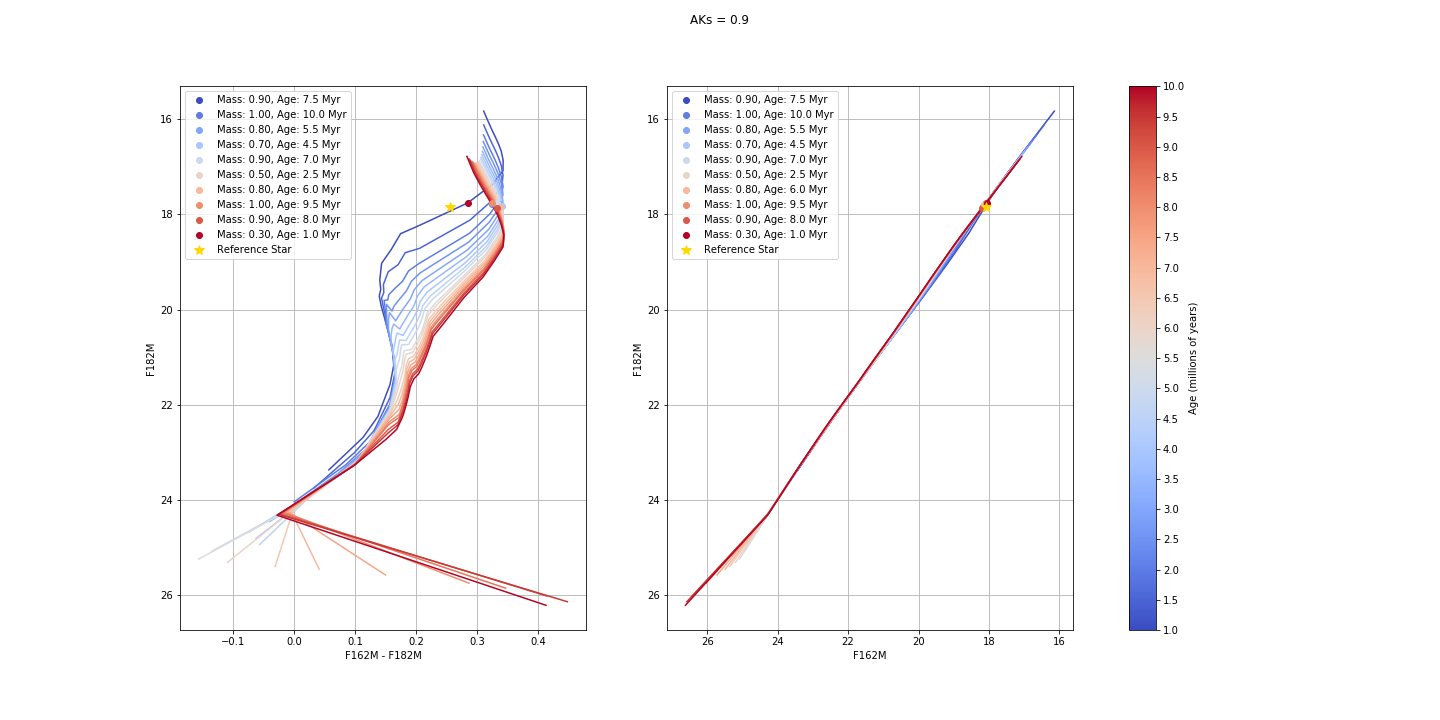 AKs = 0.9
Mass: 0.90, Age: 7.5 Myr
Mass: 1.00, Age: 10.0 Myr
Mass: 0.80, Age: 5.5 Myr
Mass: 0.70, Age: 4.5 Myr
Mass: 0.90, Age: 7.0 Myr
Mass: 0.50, Age: 2.5 Myr
Mass: 0.80, Age: 6.0 Myr
Mass: 1.00, Age: 9.5 Myr
Mass: 0.90, Age: 8.0 Myr
Mass: 0.30, Age: 1.0 Myr
Reference Star
16
18
20
22
24
26
F182M
−0.1
0.0
0.1
0.2
0.3
0.4
F162M - F182M
Mass: 0.90, Age: 7.5 Myr
Mass: 1.00, Age: 10.0 Myr
Mass: 0.80, Age: 5.5 Myr
Mass: 0.70, Age: 4.5 Myr
Mass: 0.90, Age: 7.0 Myr
Mass: 0.50, Age: 2.5 Myr
Mass: 0.80, Age: 6.0 Myr
Mass: 1.00, Age: 9.5 Myr
Mass: 0.90, Age: 8.0 Myr
Mass: 0.30, Age: 1.0 Myr
Reference Star
16
18
20
22
24
26
F182M
26
24
22
20
18
16
F162M
10.0
9.5
9.0
8.5
8.0
7.5
7.0
6.5
6.0
5.5
5.0
4.5
4.0
3.5
3.0
2.5
2.0
1.5
1.0
Age (millions of years)